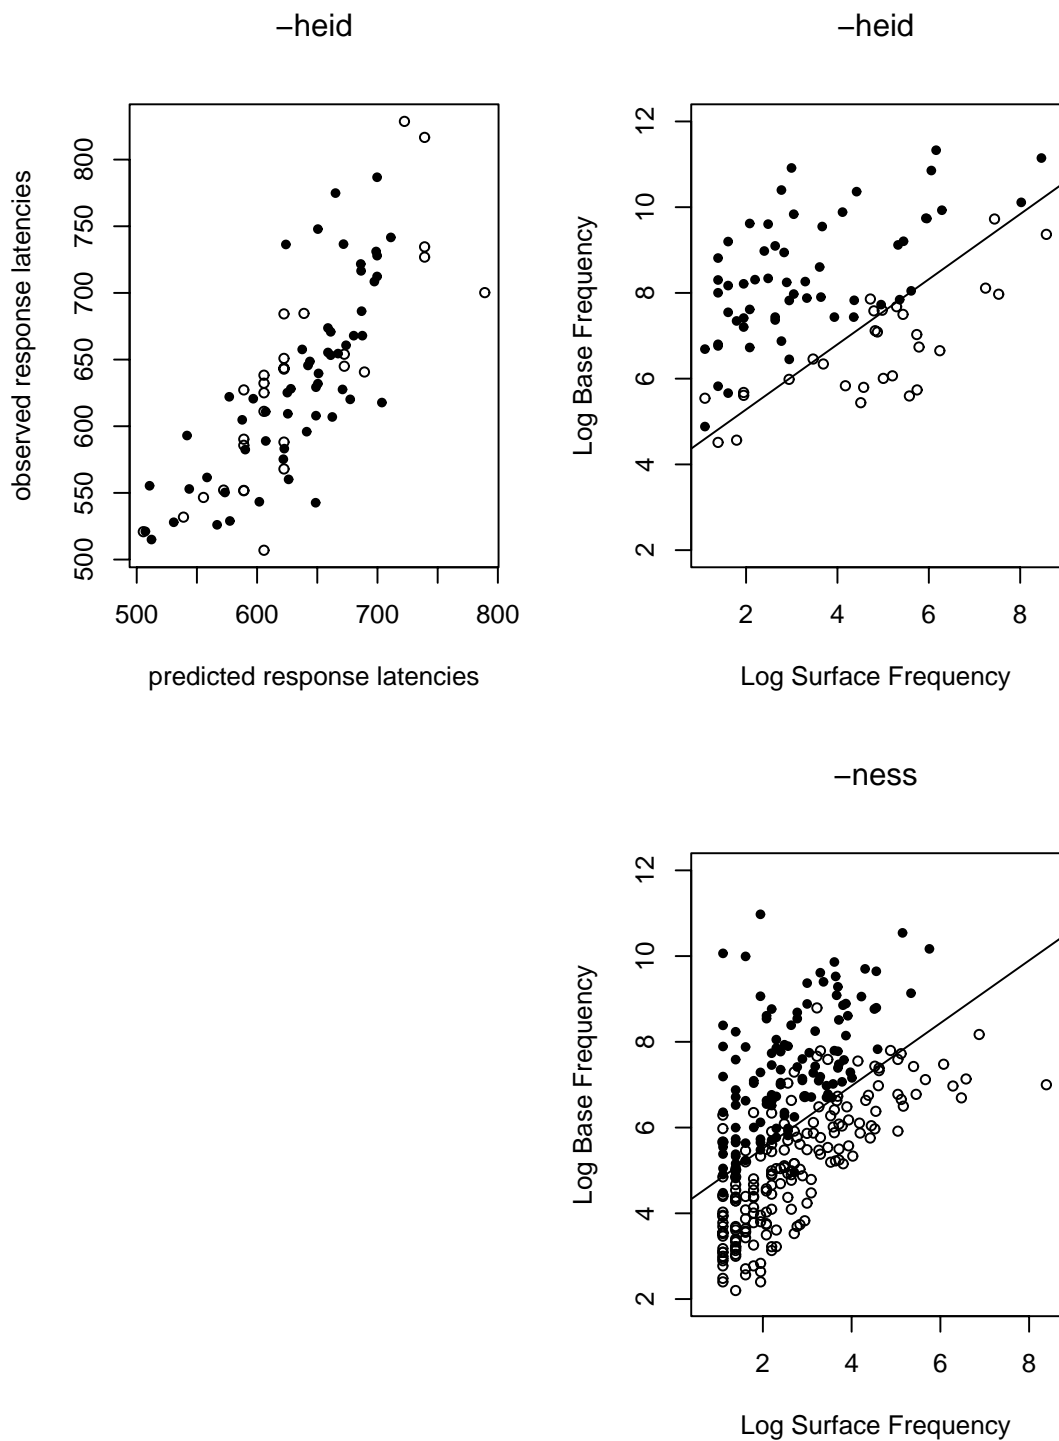 –heid
observed response latencies
800
750
700
650
600
550
500
500 600 700 800
predicted response latencies
–heid
Log Base Frequency
12
10
8
6
4
2
2 4 6 8
Log Surface Frequency
–ness
Log Base Frequency
12
10
8
6
4
2
2 4 6 8
Log Surface Frequency